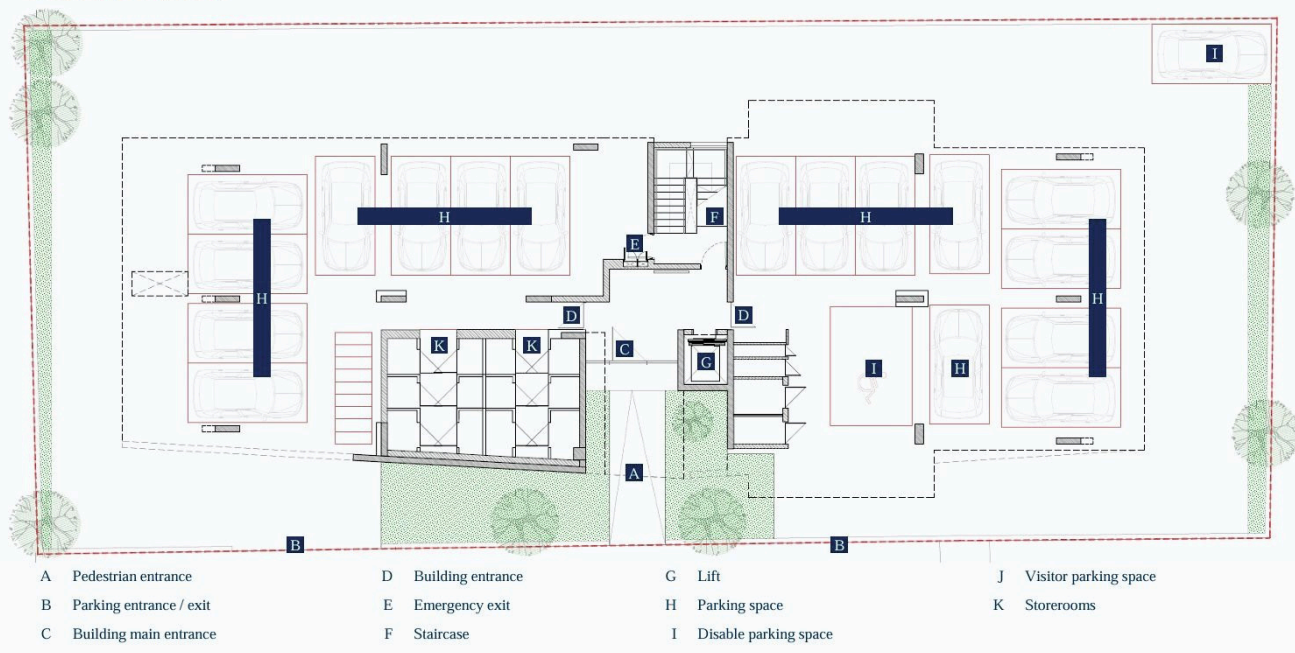 I
H
H
F
E
H
H
D
D
K
K
C
G
I
H
A
B
B
A Pedestrian entrance
B Parking entrance / exit
C Building main entrance
D Building entrance
E Emergency exit
F Staircase
G Lift
H Parking space
I Disable parking space
J Visitor parking space
K Storerooms